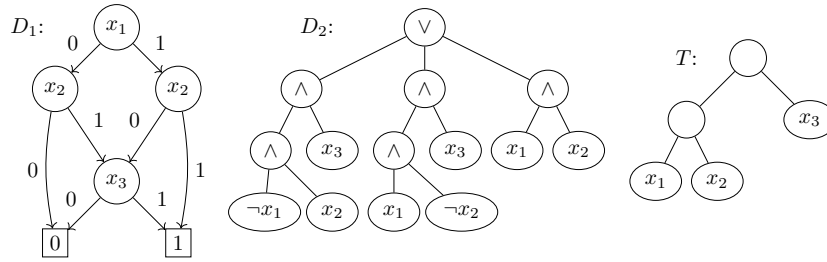 D₁: x₁ D₂: ∨
0 1 T:
x₂ x₂ ∧ ∧ ∧
1 0 x₃
0 1 ∧ x₃ ∧ x₃ x₁ x₂
x₃ x₁ x₂
0 1 ¬x₁ x₂ x₁ ¬x₂
0 1